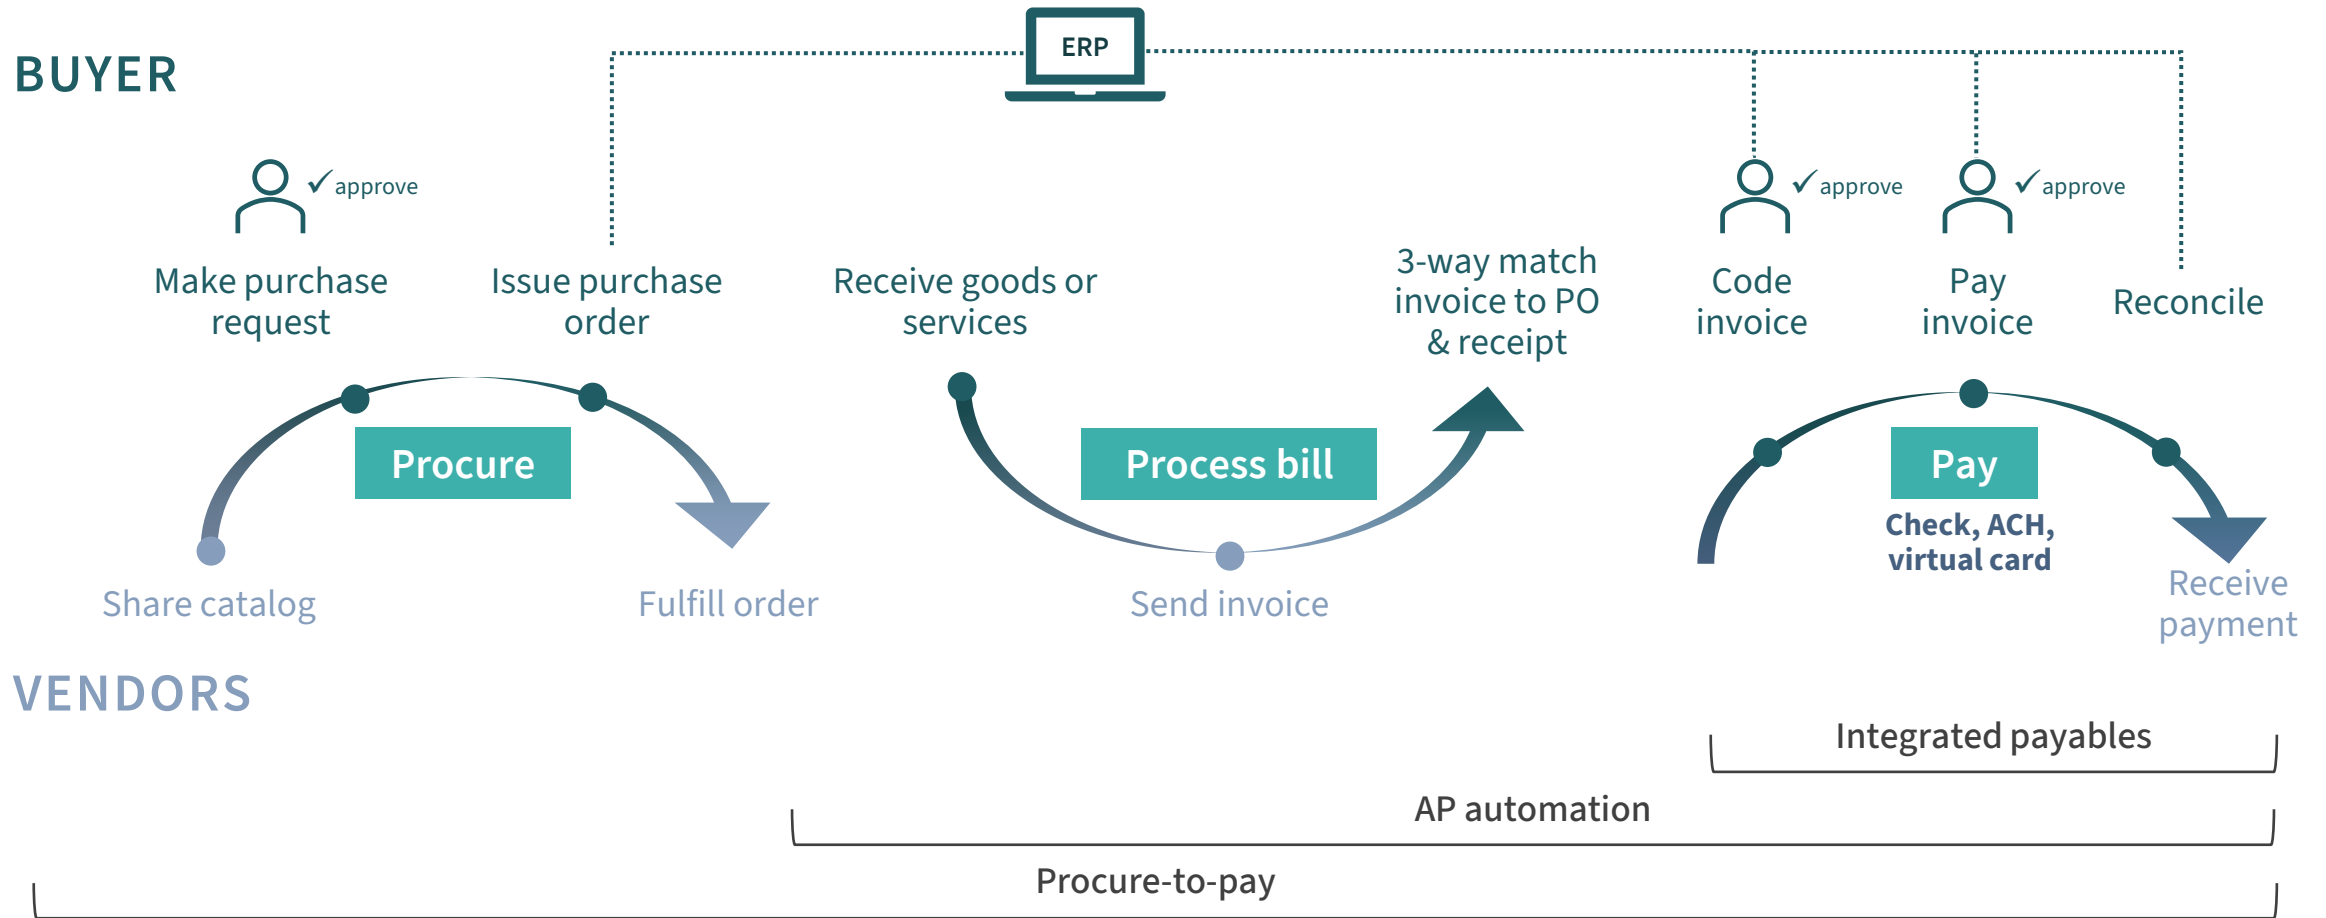 ERP
BUYER
approve
approve
approve
Make purchase
request
Issue purchase
order
Receive goods or
services
3-way match
invoice to PO
& receipt
Code
invoice
Pay
invoice
Reconcile
Procure
Process bill
Pay
Check, ACH,
virtual card
Share catalog
Fulfill order
Send invoice
Receive
payment
VENDORS
Integrated payables
AP automation
Procure-to-pay